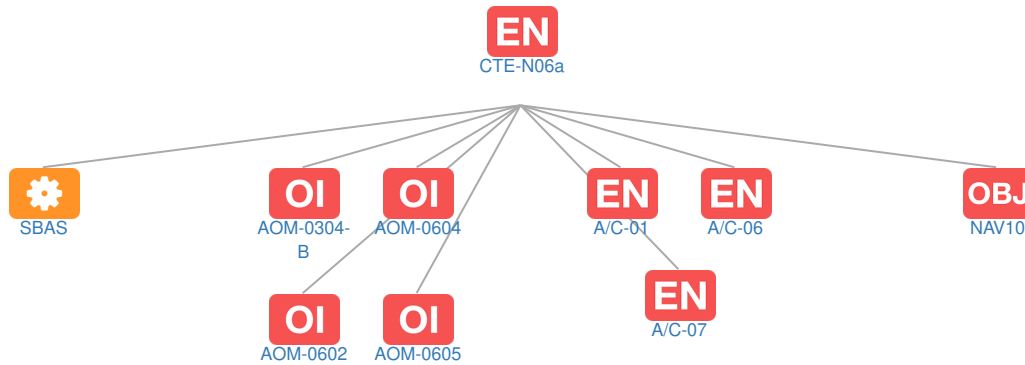 EN
CTE-N06a
OI
OI
EN
EN
OBJ
SBAS
AOM-0304-
B
AOM-0604
A/C-01
A/C-06
NAV10
EN
A/C-07
OI
OI
AOM-0602
AOM-0605